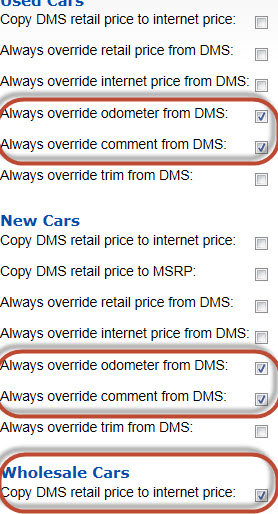 Used Cars
Copy DMS retail price to internet price:
Always override retail price from DMS:
Always override internet price from DMS:
Always override odometer from DMS:
Always override comment from DMS:
Always override trim from DMS:
New Cars
Copy DMS retail price to internet price:
Copy DMS retail price to MSRP:
Always override retail price from DMS:
Always override internet price from DMS:
Always override odometer from DMS:
Always override comment from DMS:
Always override trim from DMS:
Wholesale Cars
Copy DMS retail price to internet price: